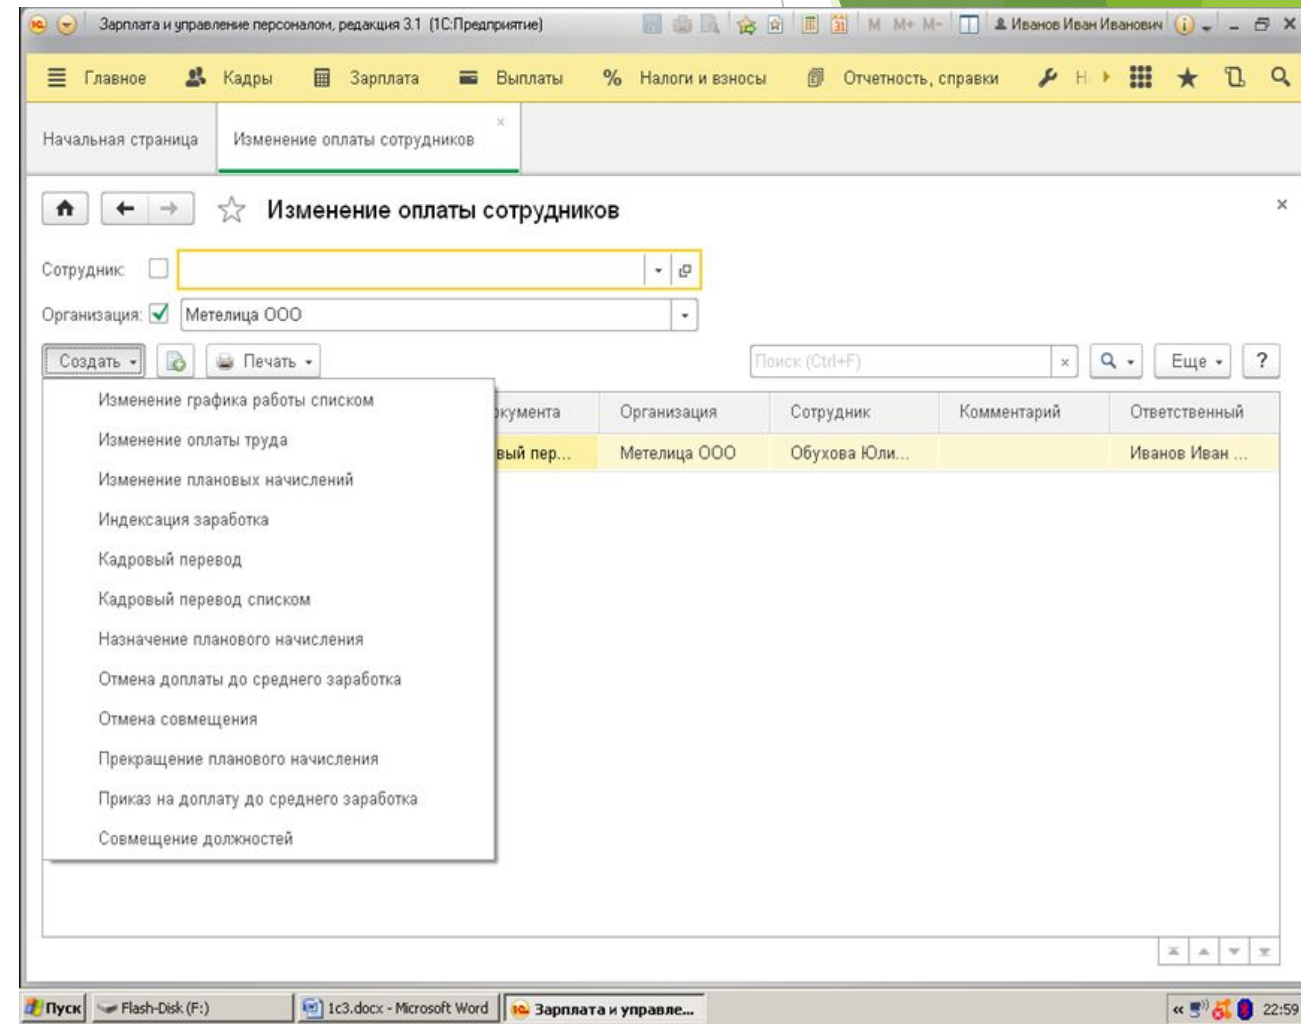 Зарплата и управление персоналом, редакция 3.1 (1С:Предприятие) M M+ M- Иванов Иван Иванович
Главное Кадры Зарплата Выплаты % Налоги и взносы Отчетность, справки Н
Начальная страница Изменение оплаты сотрудников
Изменение оплаты сотрудников
Сотрудник:
Организация: Метелица ООО
Создать Печать Поиск (Ctrl+F) Еще ?
Изменение графика работы списком
окумента Организация Сотрудник Комментарий Ответственный
Изменение оплаты труда
вый пер... Метелица ООО Обухова Юли... Иванов Иван ...
Изменение плановых начислений
Индексация заработка
Кадровый перевод
Кадровый перевод списком
Назначение планового начисления
Отмена доплаты до среднего заработка
Отмена совмещения
Прекращение планового начисления
Приказ на доплату до среднего заработка
Совмещение должностей
Пуск Flash-Disk (F:) 1c3.docx - Microsoft Word Зарплата и управле... 22:59